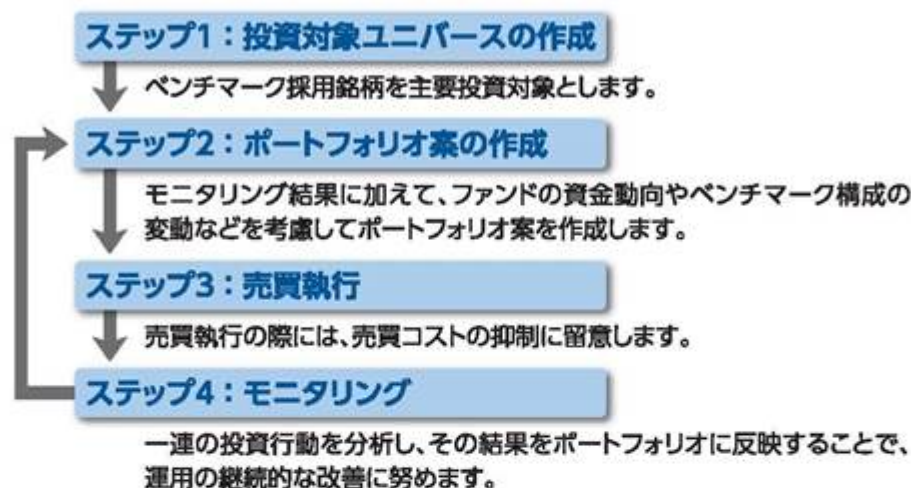 ステップ1：投資対象ユニバースの作成
ベンチマーク採用銘柄を主要投資対象とします。
ステップ2：ポートフォリオ案の作成
モニタリング結果に加えて、ファンドの資金動向やベンチマーク構成の
変動などを考慮してポートフォリオ案を作成します。
ステップ3：売買執行
売買執行の際には、売買コストの抑制に留意します。
ステップ4：モニタリング
一連の投資行動を分析し、その結果をポートフォリオに反映することで、
運用の継続的な改善に努めます。